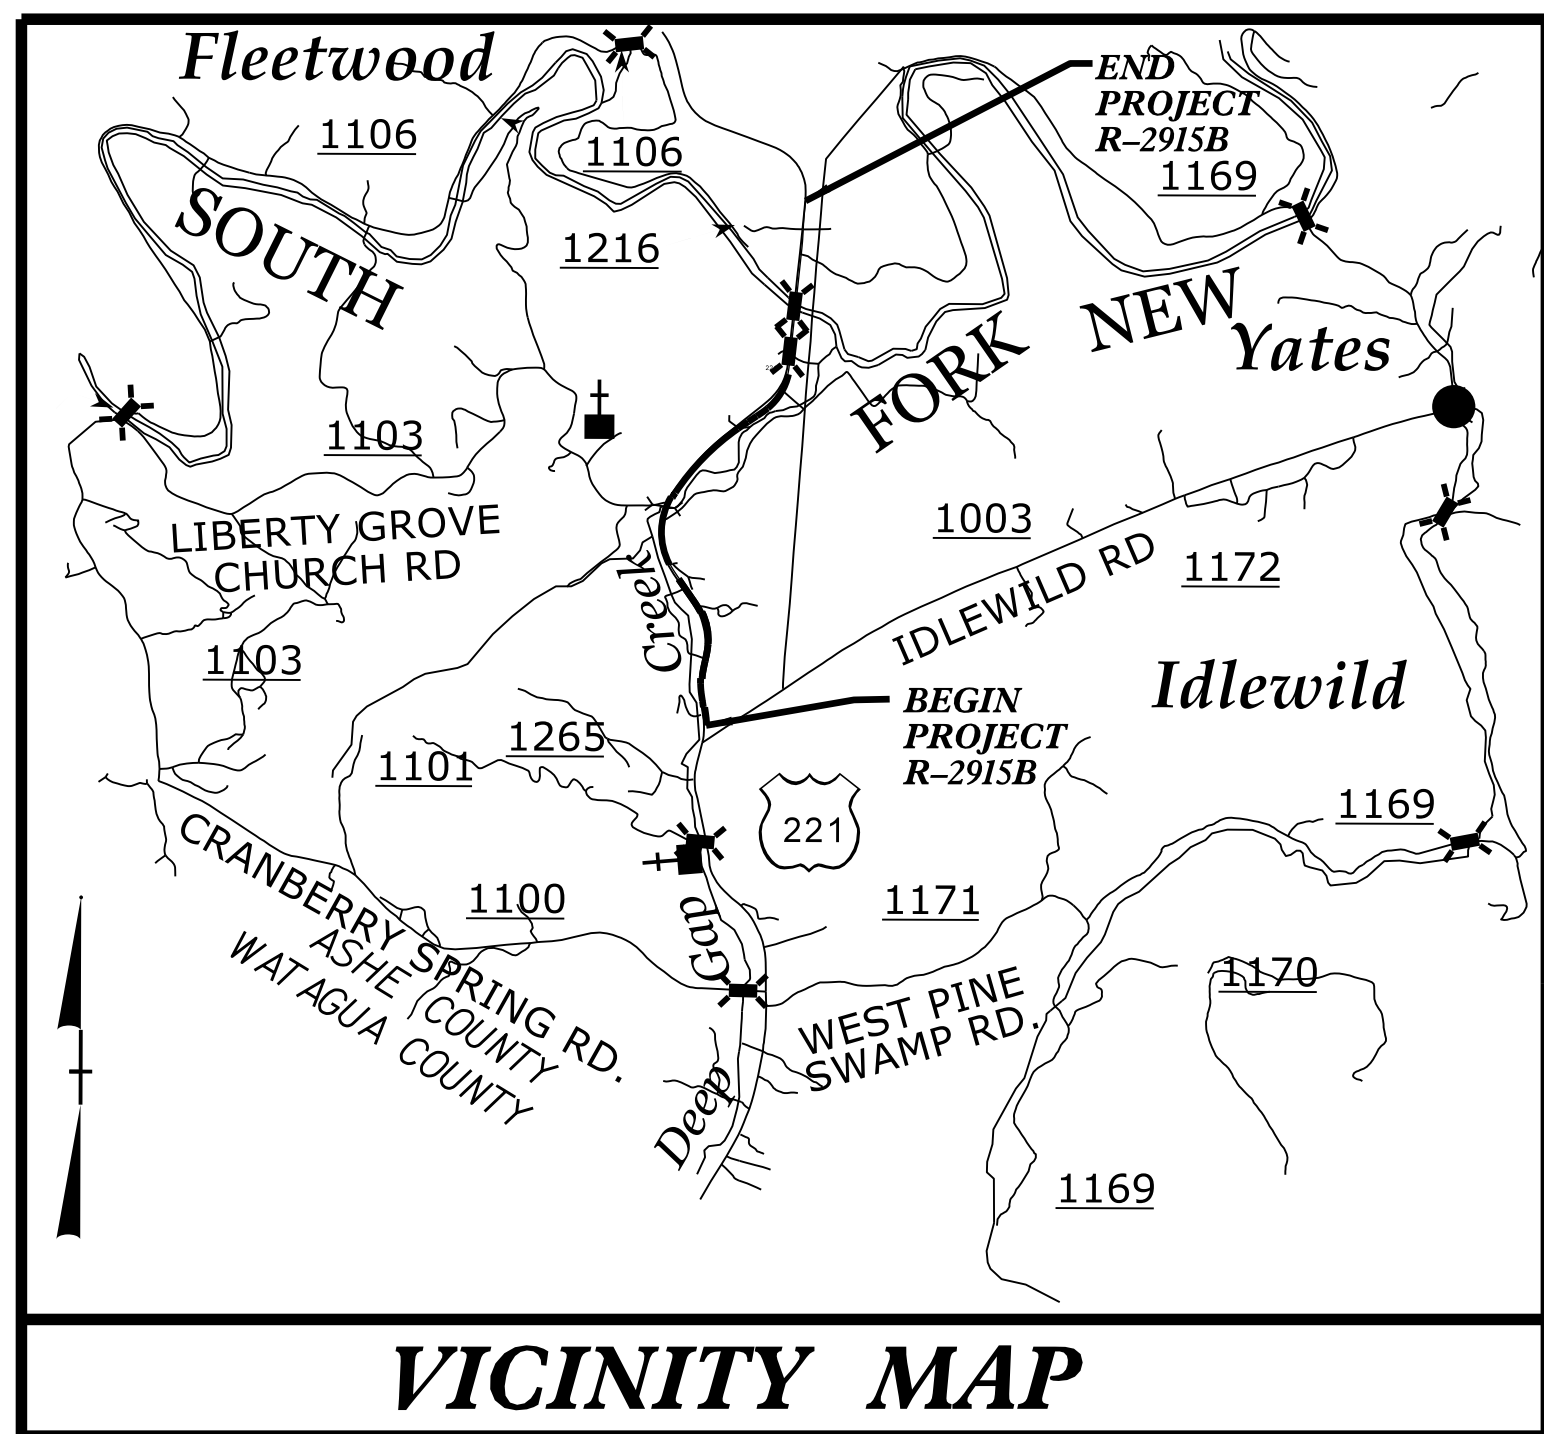 Fleetwood
END
PROJECT
R–2915B
1106
1106
1169
SOUTH
1216
NEW
Yates
FORK
1103
LIBERTY GROVE
CHURCH RD
1003
1172
Creek
IDLEWILD RD
1103
Idlewild
BEGIN
PROJECT
R–2915B
1265
1101
221
1169
CRANBERRY SPRING RD.
1100
1171
Gap
ASHE COUNTY
WATAGUA COUNTY
1170
WEST PINE
SWAMP RD.
Deep
1169
VICINITY MAP